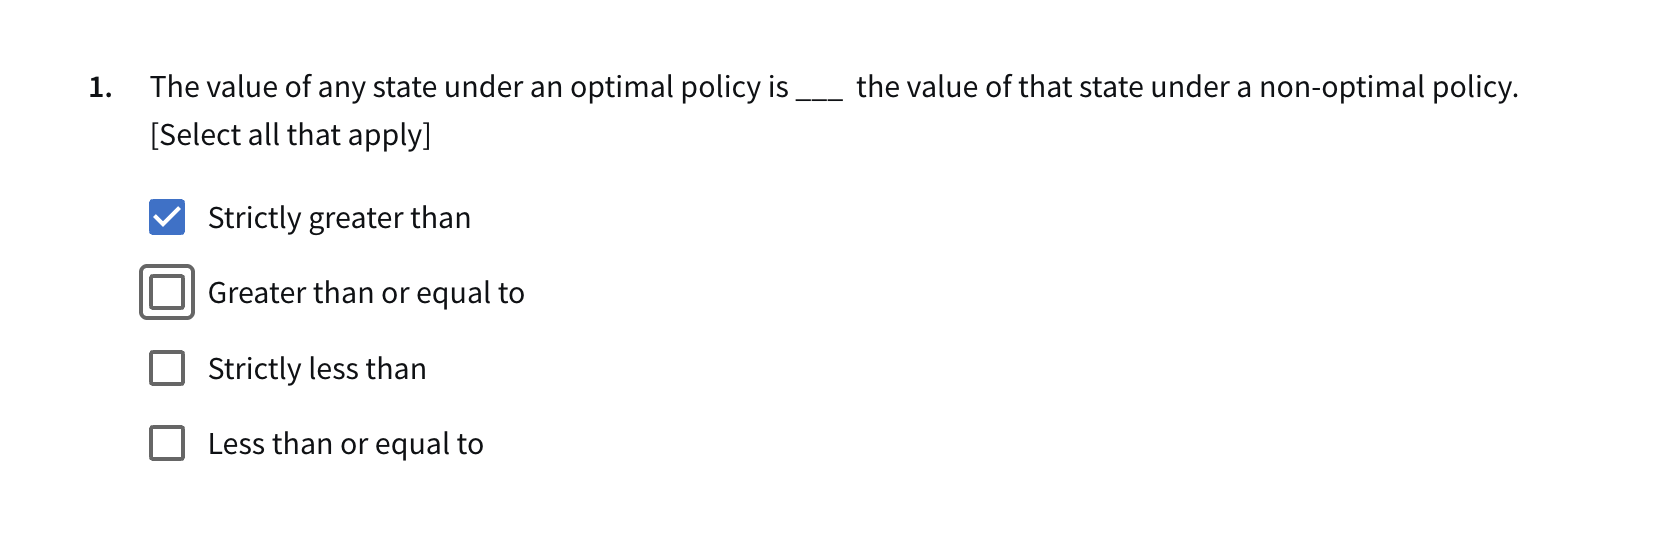 1. The value of any state under an optimal policy is ___ the value of that state under a non-optimal policy.
[Select all that apply]
Strictly greater than
Greater than or equal to
Strictly less than
Less than or equal to